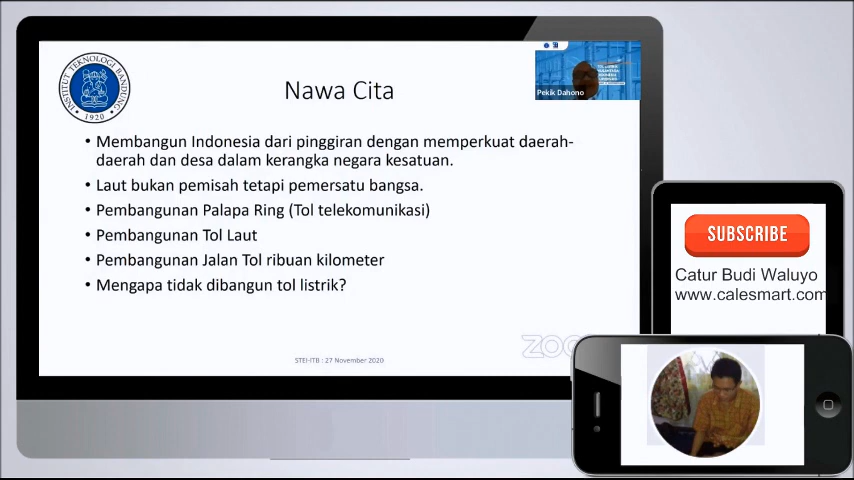 INSTITUT TEKNOLOGI BANDUNG
1920
Nawa Cita
Pekik Dahono
• Membangun Indonesia dari pinggiran dengan memperkuat daerah-
daerah dan desa dalam kerangka negara kesatuan.
• Laut bukan pemisah tetapi pemersatu bangsa.
• Pembangunan Palapa Ring (Tol telekomunikasi)
• Pembangunan Tol Laut
• Pembangunan Jalan Tol ribuan kilometer
• Mengapa tidak dibangun tol listrik?
STEI-ITB : 27 November 2020
SUBSCRIBE
Catur Budi Waluyo
www.calesmart.com